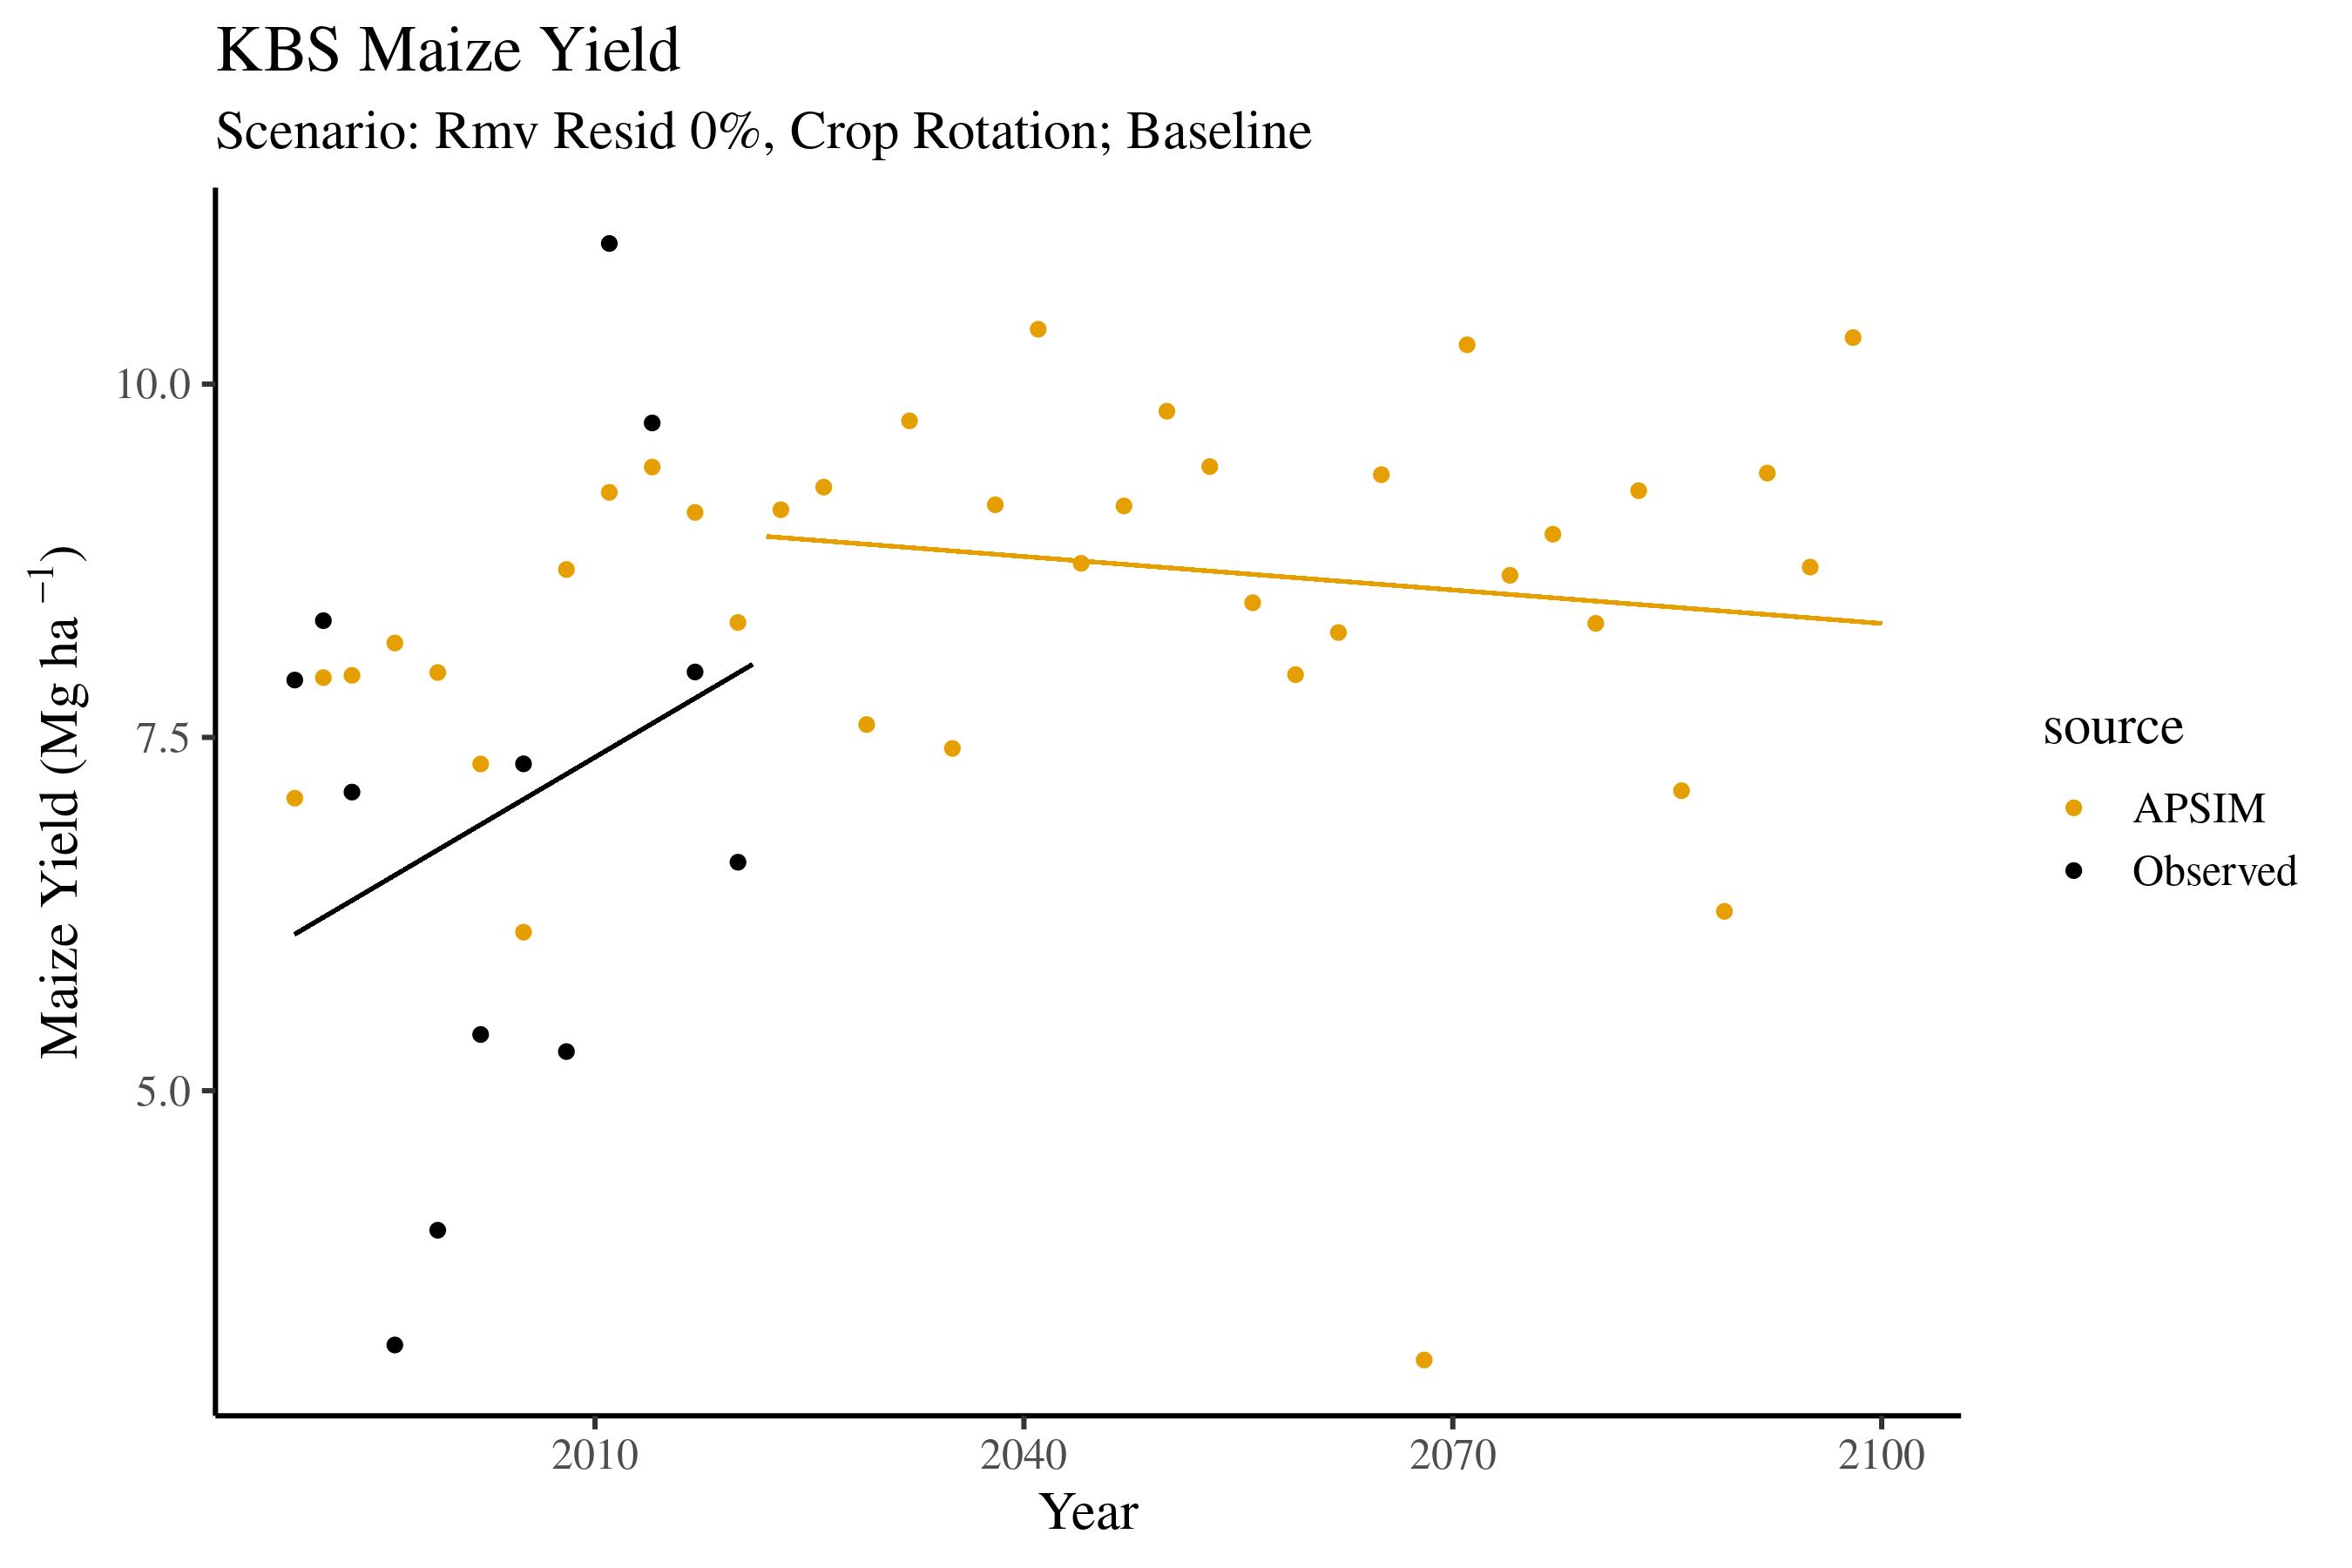 KBS Maize Yield
Scenario: Rmv Resid 0%, Crop Rotation; Baseline
Maize Yield (Mg ha −1)
10.0
7.5
5.0
2010
2040
2070
2100
Year
source
APSIM
Observed